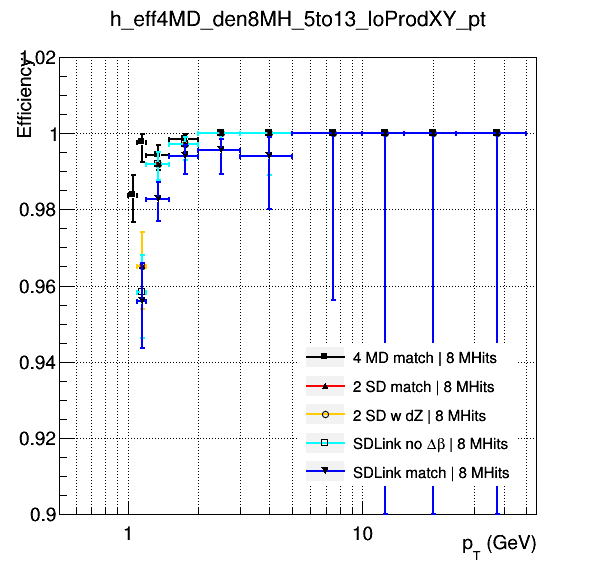 h_eff4MD_den8MH_5to13_loProdXY_pt
Efficiency
1.02
1
0.98
0.96
0.94
0.92
0.9
4 MD match | 8 MHits
2 SD match | 8 MHits
2 SD w dZ | 8 MHits
SDLink no Δβ | 8 MHits
SDLink match | 8 MHits
1
10
p_T (GeV)